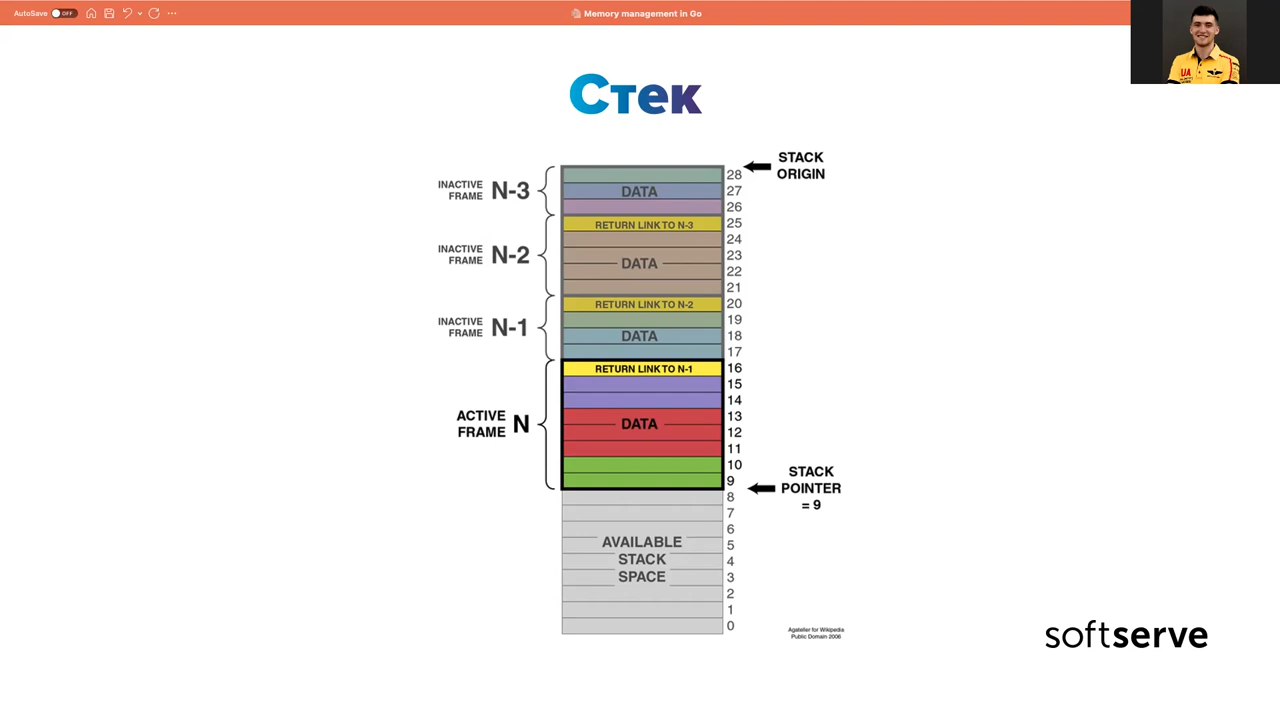 AutoSave OFF
Memory management in Go
UA
Стек
STACK
ORIGIN
INACTIVE
FRAME N-3
DATA
28
27
26
INACTIVE
FRAME N-2
RETURN LINK TO N-3
DATA
25
24
23
22
21
INACTIVE
FRAME N-1
RETURN LINK TO N-2
DATA
20
19
18
17
ACTIVE
FRAME N
RETURN LINK TO N-1
DATA
16
15
14
13
12
11
10
9
STACK
POINTER
= 9
AVAILABLE
STACK
SPACE
8
7
6
5
4
3
2
1
0
Agateller for Wikipedia
Public Domain 2006
softserve